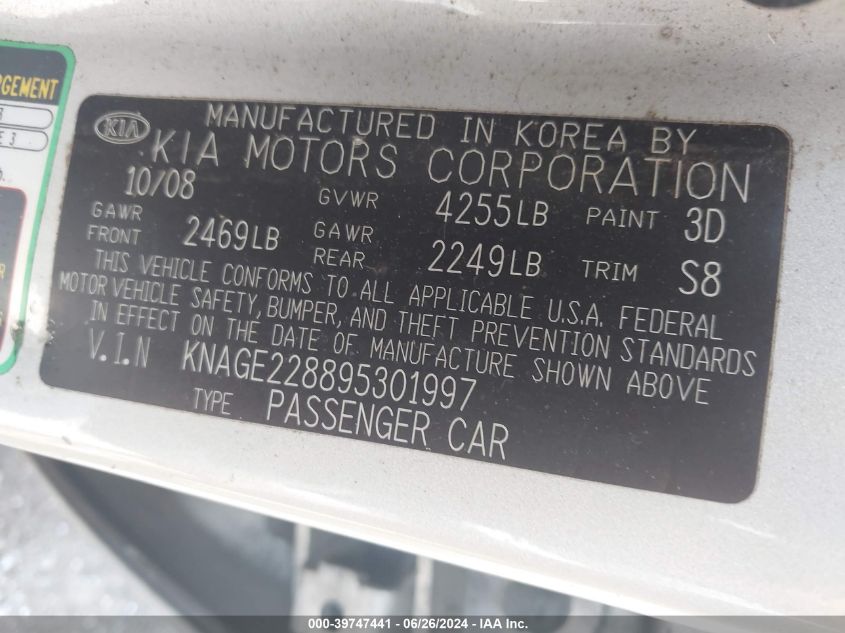 RGEMENT
E 3
KIA
MANUFACTURED IN KOREA BY
KIA MOTORS CORPORATION
10/08 GVWR 4255LB PAINT 3D
GAWR FRONT 2469LB GAWR REAR 2249LB TRIM S8
THIS VEHICLE CONFORMS TO ALL APPLICABLE U.S.A. FEDERAL
MOTOR VEHICLE SAFETY, BUMPER, AND THEFT PREVENTION STANDARDS
IN EFFECT ON THE DATE OF MANUFACTURE SHOWN ABOVE
V.I.N KNAGE228895301997
TYPE PASSENGER CAR
000-39747441 - 06/26/2024 - IAA Inc.